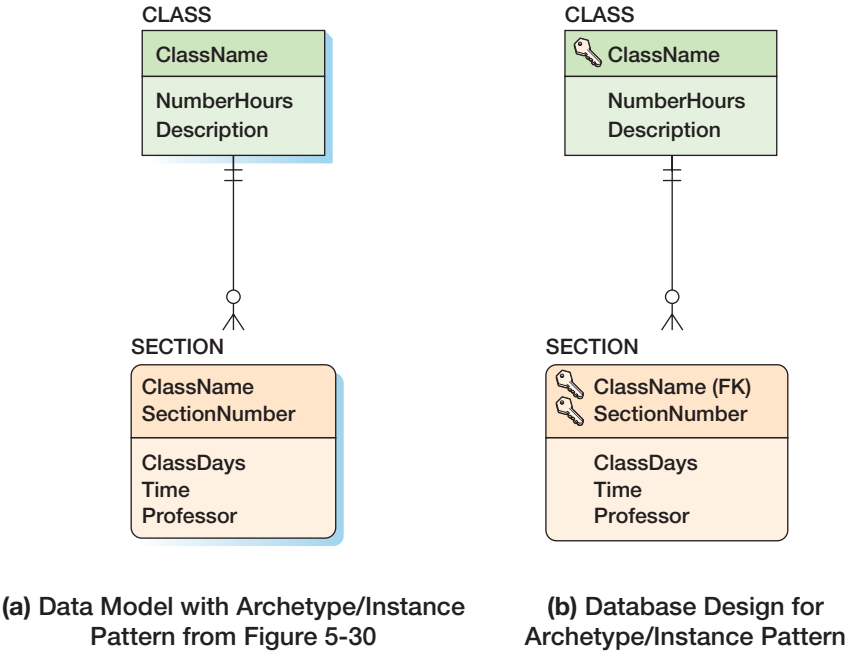 CLASS
ClassName
NumberHours
Description
SECTION
ClassName
SectionNumber
ClassDays
Time
Professor
(a) Data Model with Archetype/Instance
Pattern from Figure 5-30
CLASS
ClassName
NumberHours
Description
SECTION
ClassName (FK)
SectionNumber
ClassDays
Time
Professor
(b) Database Design for
Archetype/Instance Pattern